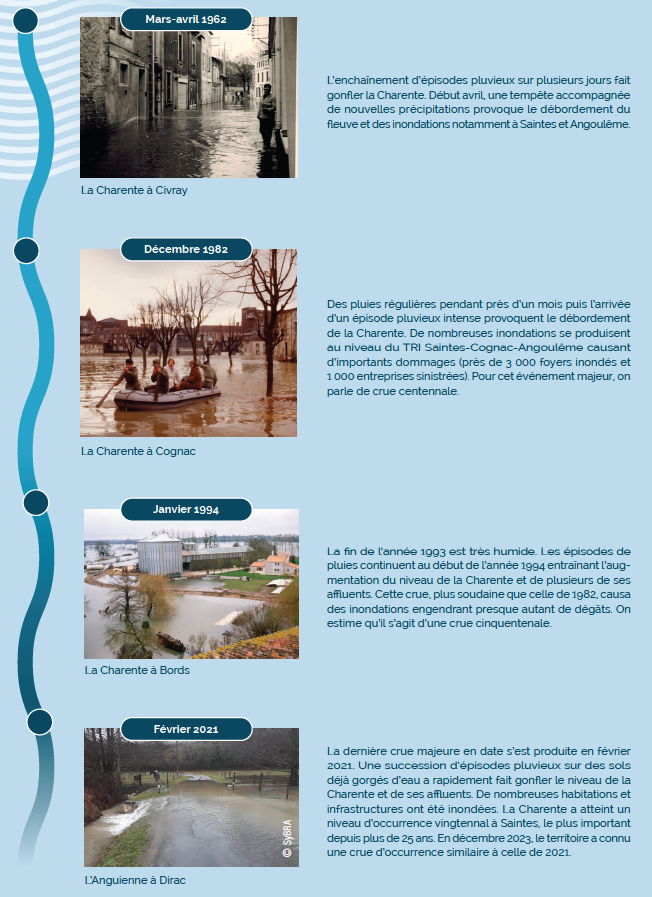 Mars-avril 1962
L'enchaînement d'épisodes pluvieux sur plusieurs jours fait
gonfler la Charente. Début avril, une tempête accompagnée
de nouvelles précipitations provoque le débordement du
fleuve et des inondations notamment à Saintes et Angoulême.
La Charente à Civray
Décembre 1982
Des pluies régulières pendant près d'un mois puis l'arrivée
d'un épisode pluvieux intense provoquent le débordement
de la Charente. De nombreuses inondations se produisent
au niveau du TRI Saintes-Cognac-Angoulême causant
d'importants dommages (près de 3 000 foyers inondés et
1 000 entreprises sinistrées). Pour cet événement majeur, on
parle de crue centennale.
La Charente à Cognac
Janvier 1994
La fin de l'année 1993 est très humide. Les épisodes de
pluies continuent au début de l'année 1994 entraînant l'aug-
mentation du niveau de la Charente et de plusieurs de ses
affluents. Cette crue, plus soudaine que celle de 1982, causa
des inondations engendrant presque autant de dégâts. On
estime qu'il s'agit d'une crue cinquentenale.
La Charente à Bords
Février 2021
La dernière crue majeure en date s'est produite en février
2021. Une succession d'épisodes pluvieux sur des sols
déjà gorgés d'eau a rapidement fait gonfler le niveau de la
Charente et de ses affluents. De nombreuses habitations et
infrastructures ont été inondées. La Charente a atteint un
niveau d'occurrence vingtennal à Saintes, le plus important
depuis plus de 25 ans. En décembre 2023, le territoire a connu
une crue d'occurrence similaire à celle de 2021.
© SyBRA
L'Anguienne à Dirac